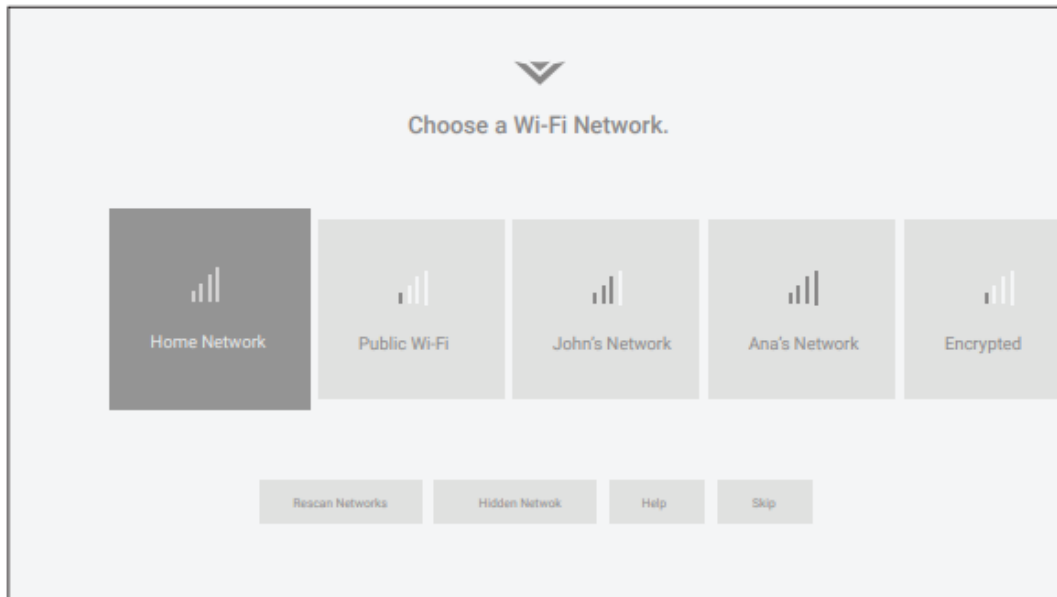 Choose a Wi-Fi Network.
Home Network
Public Wi-Fi
John's Network
Ana's Network
Encrypted
Rescan Networks
Hidden Netwok
Help
Skip